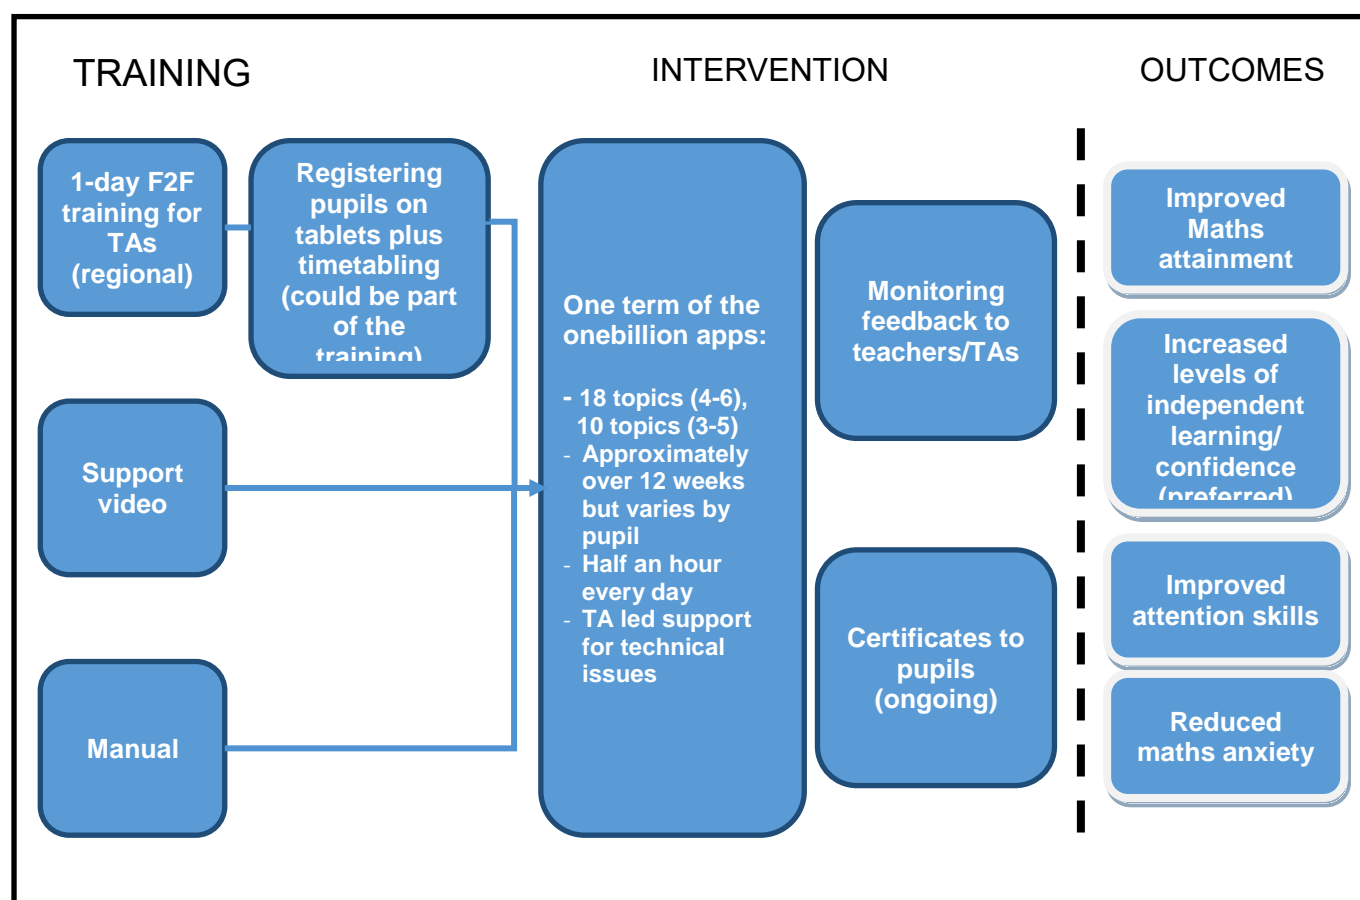 TRAINING
INTERVENTION
OUTCOMES
1-day F2F
training for
TAs
(regional)
Registering
pupils on
tablets plus
timetabling
(could be part
of the
training)
Support
video
Manual
One term of the
onebillion apps:
- 18 topics (4-6),
10 topics (3-5)
- Approximately
over 12 weeks
but varies by
pupil
- Half an hour
every day
- TA led support
for technical
issues
Monitoring
feedback to
teachers/TAs
Certificates to
pupils
(ongoing)
Improved
Maths
attainment
Increased
levels of
independent
learning/
confidence
(preferred)
Improved
attention skills
Reduced
maths anxiety